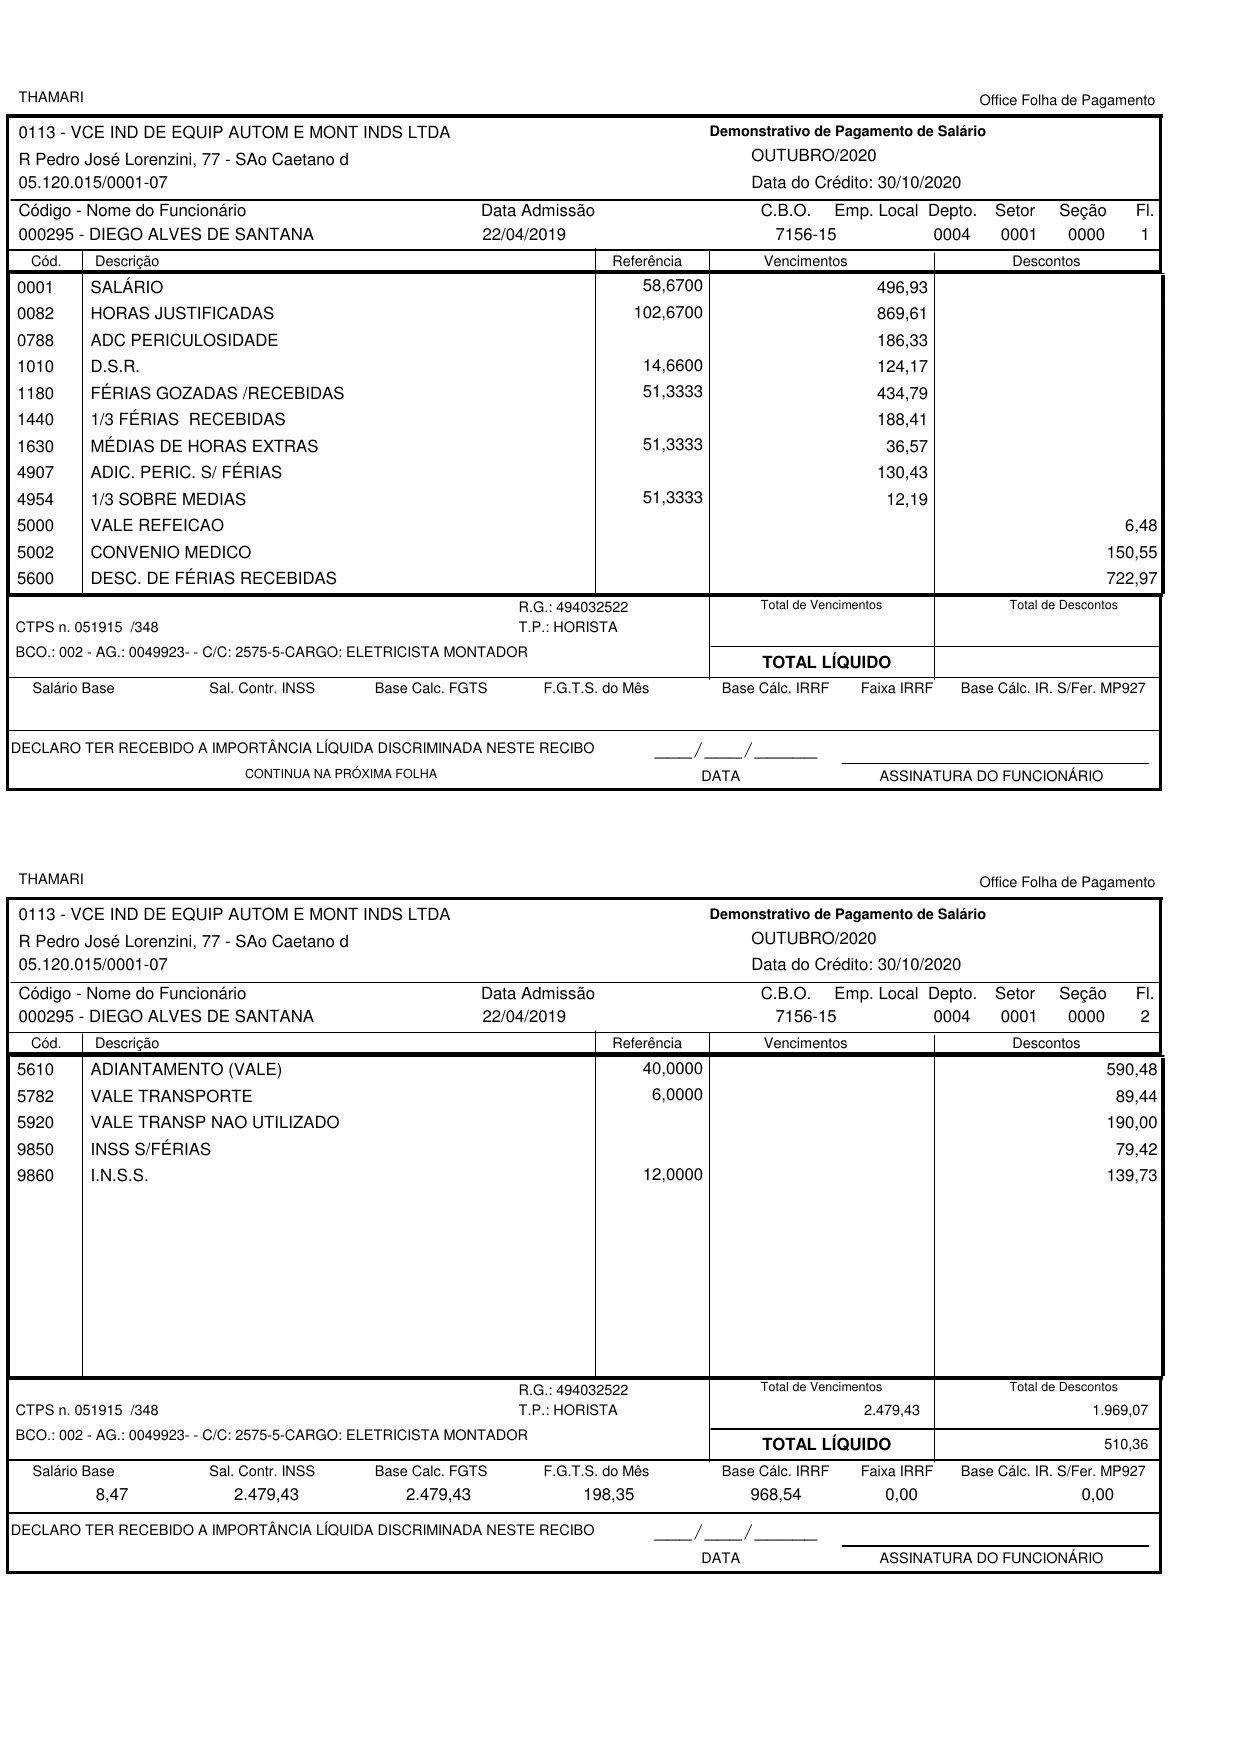 THAMARI
Office Folha de Pagamento
0113 - VCE IND DE EQUIP AUTOM E MONT INDS LTDA Demonstrativo de Pagamento de Salário
R Pedro José Lorenzini, 77 - SAo Caetano d OUTUBRO/2020
05.120.015/0001-07 Data do Crédito: 30/10/2020
Código - Nome do Funcionário Data Admissão C.B.O. Emp. Local Depto. Setor Seção Fl.
000295 - DIEGO ALVES DE SANTANA 22/04/2019 7156-15 0004 0001 0000 1
Cód. Descrição Referência Vencimentos Descontos
0001 SALÁRIO 58,6700 496,93
0082 HORAS JUSTIFICADAS 102,6700 869,61
0788 ADC PERICULOSIDADE 186,33
1010 D.S.R. 14,6600 124,17
1180 FÉRIAS GOZADAS /RECEBIDAS 51,3333 434,79
1440 1/3 FÉRIAS  RECEBIDAS 188,41
1630 MÉDIAS DE HORAS EXTRAS 51,3333 36,57
4907 ADIC. PERIC. S/ FÉRIAS 130,43
4954 1/3 SOBRE MEDIAS 51,3333 12,19
5000 VALE REFEICAO 6,48
5002 CONVENIO MEDICO 150,55
5600 DESC. DE FÉRIAS RECEBIDAS 722,97
R.G.: 494032522 Total de Vencimentos Total de Descontos
CTPS n. 051915  /348 T.P.: HORISTA
BCO.: 002 - AG.: 0049923- - C/C: 2575-5-CARGO: ELETRICISTA MONTADOR
TOTAL LÍQUIDO
Salário Base Sal. Contr. INSS Base Calc. FGTS F.G.T.S. do Mês Base Cálc. IRRF Faixa IRRF Base Cálc. IR. S/Fer. MP927
DECLARO TER RECEBIDO A IMPORTÂNCIA LÍQUIDA DISCRIMINADA NESTE RECIBO ____/____/_______
CONTINUA NA PRÓXIMA FOLHA DATA ASSINATURA DO FUNCIONÁRIO
THAMARI
Office Folha de Pagamento
0113 - VCE IND DE EQUIP AUTOM E MONT INDS LTDA Demonstrativo de Pagamento de Salário
R Pedro José Lorenzini, 77 - SAo Caetano d OUTUBRO/2020
05.120.015/0001-07 Data do Crédito: 30/10/2020
Código - Nome do Funcionário Data Admissão C.B.O. Emp. Local Depto. Setor Seção Fl.
000295 - DIEGO ALVES DE SANTANA 22/04/2019 7156-15 0004 0001 0000 2
Cód. Descrição Referência Vencimentos Descontos
5610 ADIANTAMENTO (VALE) 40,0000 590,48
5782 VALE TRANSPORTE 6,0000 89,44
5920 VALE TRANSP NAO UTILIZADO 190,00
9850 INSS S/FÉRIAS 79,42
9860 I.N.S.S. 12,0000 139,73
R.G.: 494032522 Total de Vencimentos Total de Descontos
CTPS n. 051915  /348 T.P.: HORISTA 2.479,43 1.969,07
BCO.: 002 - AG.: 0049923- - C/C: 2575-5-CARGO: ELETRICISTA MONTADOR
TOTAL LÍQUIDO 510,36
Salário Base Sal. Contr. INSS Base Calc. FGTS F.G.T.S. do Mês Base Cálc. IRRF Faixa IRRF Base Cálc. IR. S/Fer. MP927
8,47 2.479,43 2.479,43 198,35 968,54 0,00 0,00
DECLARO TER RECEBIDO A IMPORTÂNCIA LÍQUIDA DISCRIMINADA NESTE RECIBO ____/____/_______
DATA ASSINATURA DO FUNCIONÁRIO